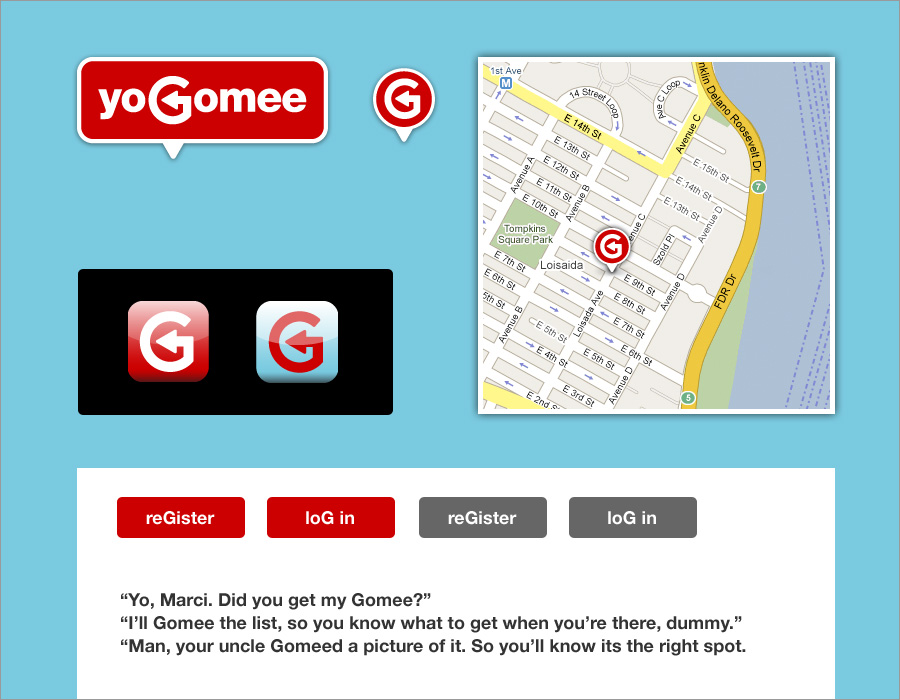 yoGomee
G
1st Ave
M
14 Street Loop
Ave C Loop
nklin Delano Roosevelt Dr
E 14th St
Avenue C
E 13th St
E 12th St
E 11th St
E 10th St
Avenue A
Avenue B
E 15th St
E 14th St
E 13th St
7
Avenue D
Tompkins
Square Park
G
enue C
Szold Pl
Loisaida
E 7th St
E 6th St
5th St
E 9th St
E 8th St
E 7th St
E 6th St
Avenue D
FDR Dr
Loisada Ave
Avenue B
E 5th St
E 4th St
E 5th St
E 3rd St
E 2nd S
Avenue D
5
G
G
reGister
loG in
reGister
loG in
“Yo, Marci. Did you get my Gomee?”
“I’ll Gomee the list, so you know what to get when you’re there, dummy.”
“Man, your uncle Gomeed a picture of it. So you’ll know its the right spot.